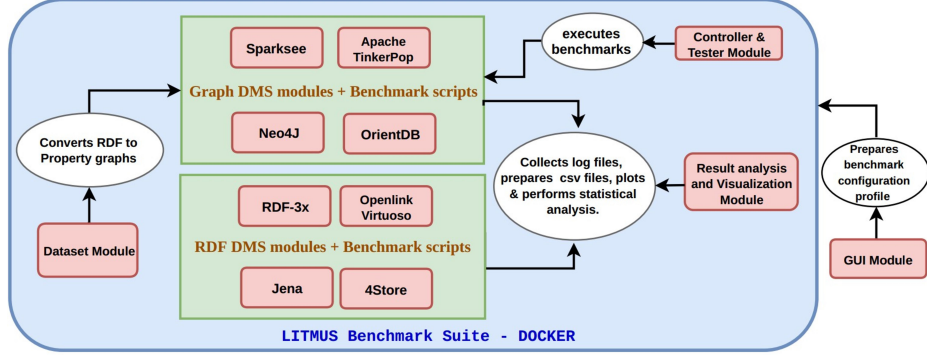 Sparksee
Apache
TinkerPop
Graph DMS modules + Benchmark scripts
Neo4J
OrientDB
executes
benchmarks
Controller &
Tester Module
Converts RDF to
Property graphs
Dataset Module
Collects log files,
prepares csv files, plots
& performs statistical
analysis.
Result analysis
and Visualization
Module
Prepares
benchmark
configuration
profile
GUI Module
RDF-3x
Openlink
Virtuoso
RDF DMS modules + Benchmark scripts
Jena
4Store
LITMUS Benchmark Suite - DOCKER